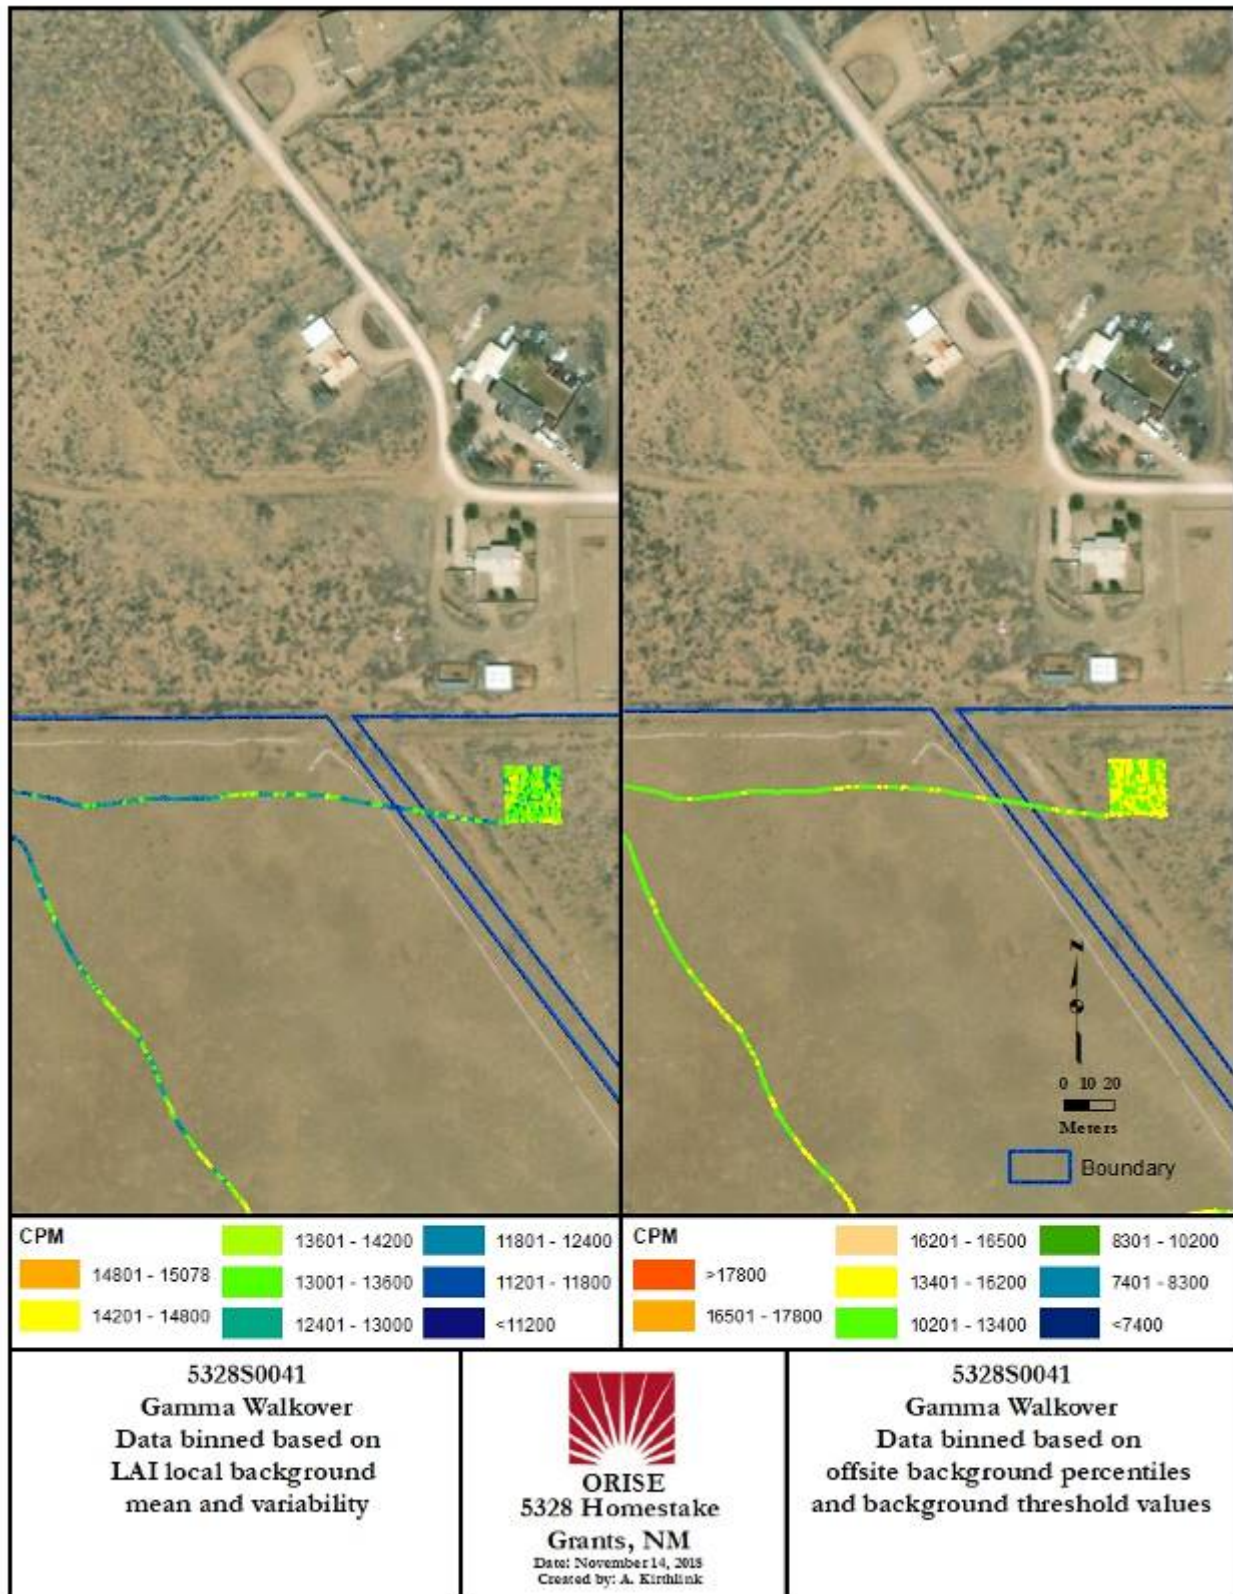 N
0 10 20
Meters
Boundary
CPM
14801 - 15078
14201 - 14800
13601 - 14200
13001 - 13600
12401 - 13000
11801 - 12400
11201 - 11800
<11200
CPM
>17800
16501 - 17800
16201 - 16500
13401 - 16200
10201 - 13400
8301 - 10200
7401 - 8300
<7400
5328S0041
Gamma Walkover
Data binned based on
LAI local background
mean and variability
ORISE
5328 Homestake
Grants, NM
Date: November 14, 2018
Created by: A. Kirthlink
5328S0041
Gamma Walkover
Data binned based on
offsite background percentiles
and background threshold values